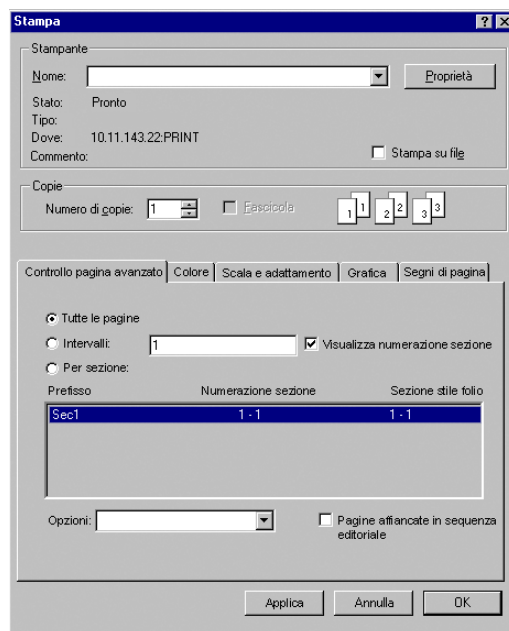 Stampa
Stampante
Nome:
Proprietà
Stato: Pronto
Tipo:
Dove: 10.11.143.22:PRINT
Commento:
Stampa su file
Copie
Numero di copie: 1
Fascicola
1 1 2 2 3 3
Controllo pagina avanzato Colore Scala e adattamento Grafica Segni di pagina
Tutte le pagine
Intervalli: 1 Visualizza numerazione sezione
Per sezione:
Prefisso Numerazione sezione Sezione stile folio
Sec1 1 - 1 1 - 1
Opzioni:
Pagine affiancate in sequenza
editoriale
Applica Annulla OK